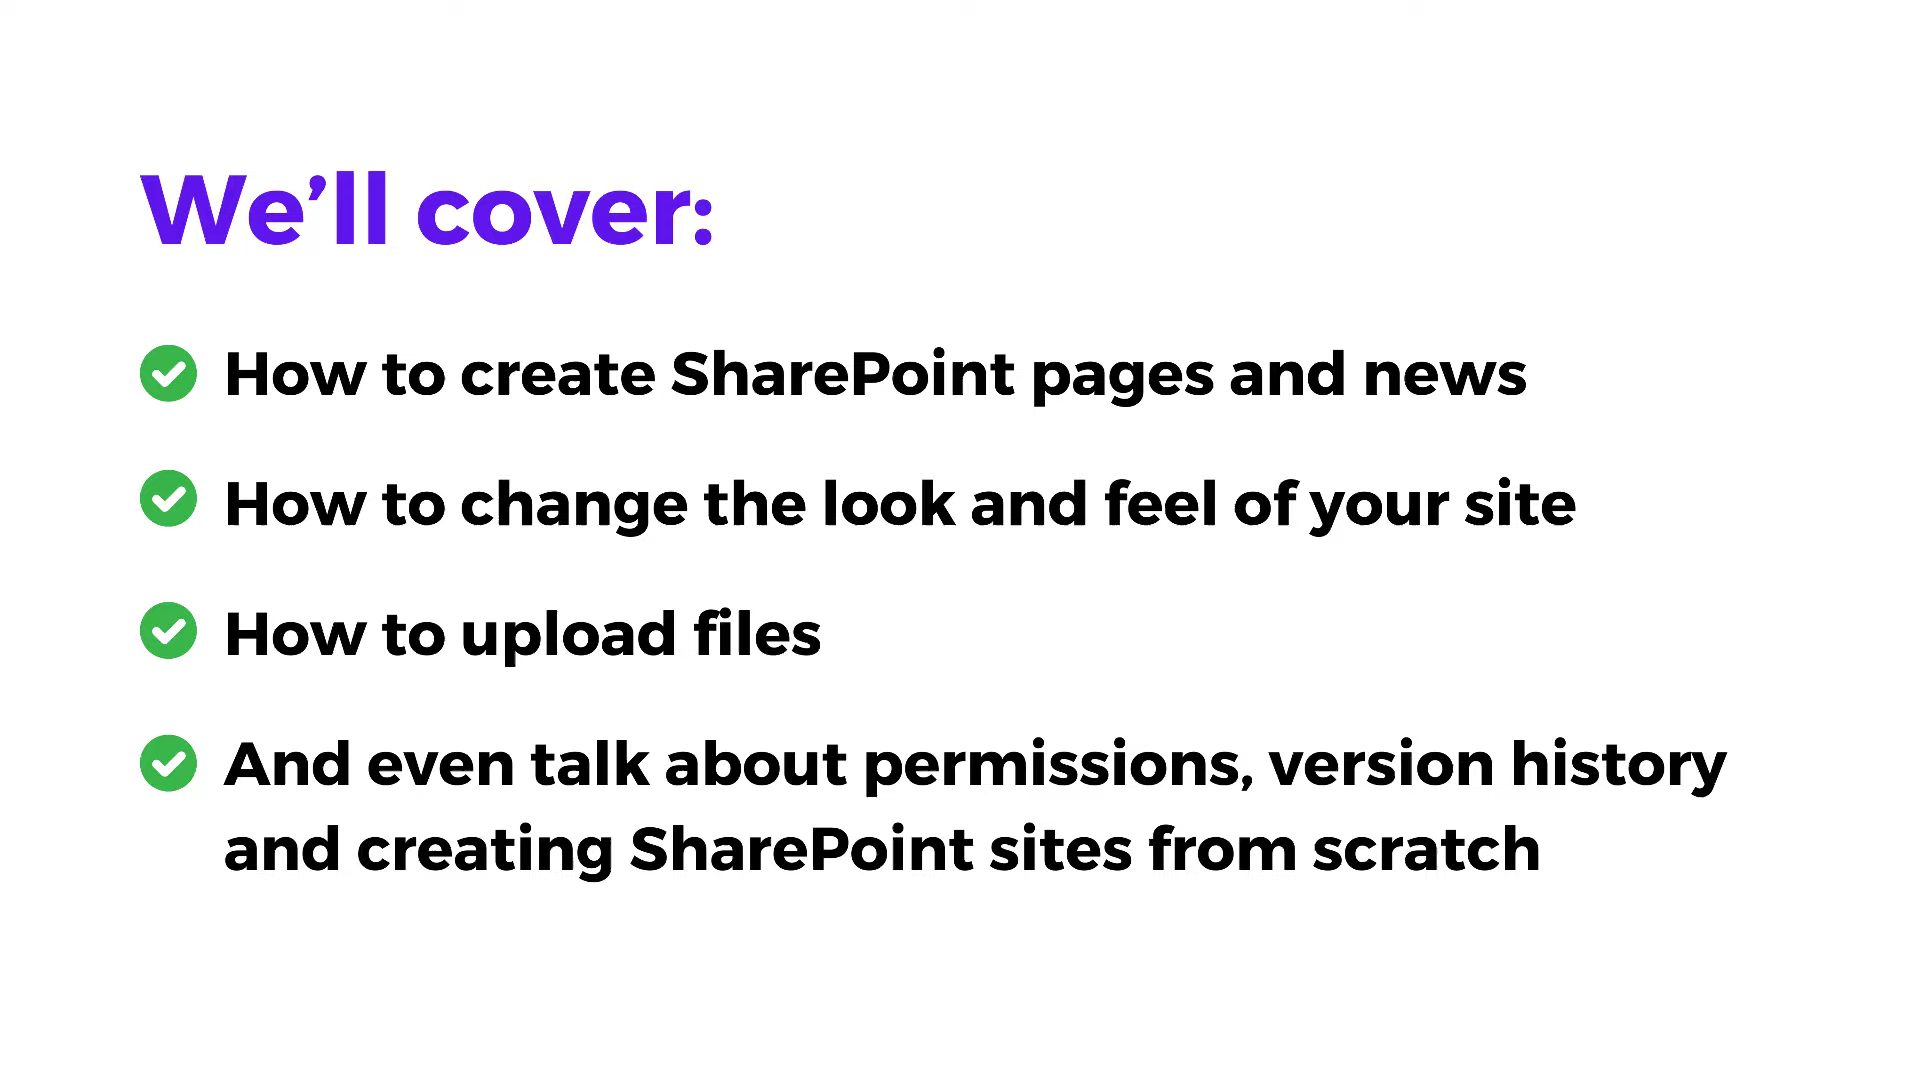 We’ll cover:
How to create SharePoint pages and news
How to change the look and feel of your site
How to upload files
And even talk about permissions, version history
and creating SharePoint sites from scratch